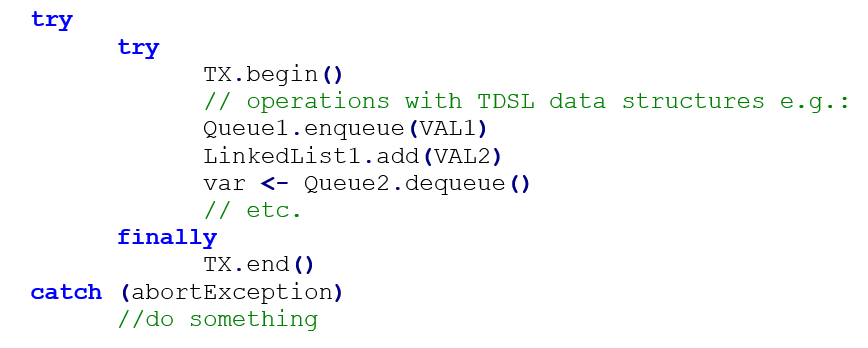 try
try
TX.begin()
// operations with TDSL data structures e.g.:
Queue1.enqueue(VAL1)
LinkedList1.add(VAL2)
var <- Queue2.dequeue()
// etc.
finally
TX.end()
catch (abortException)
//do something